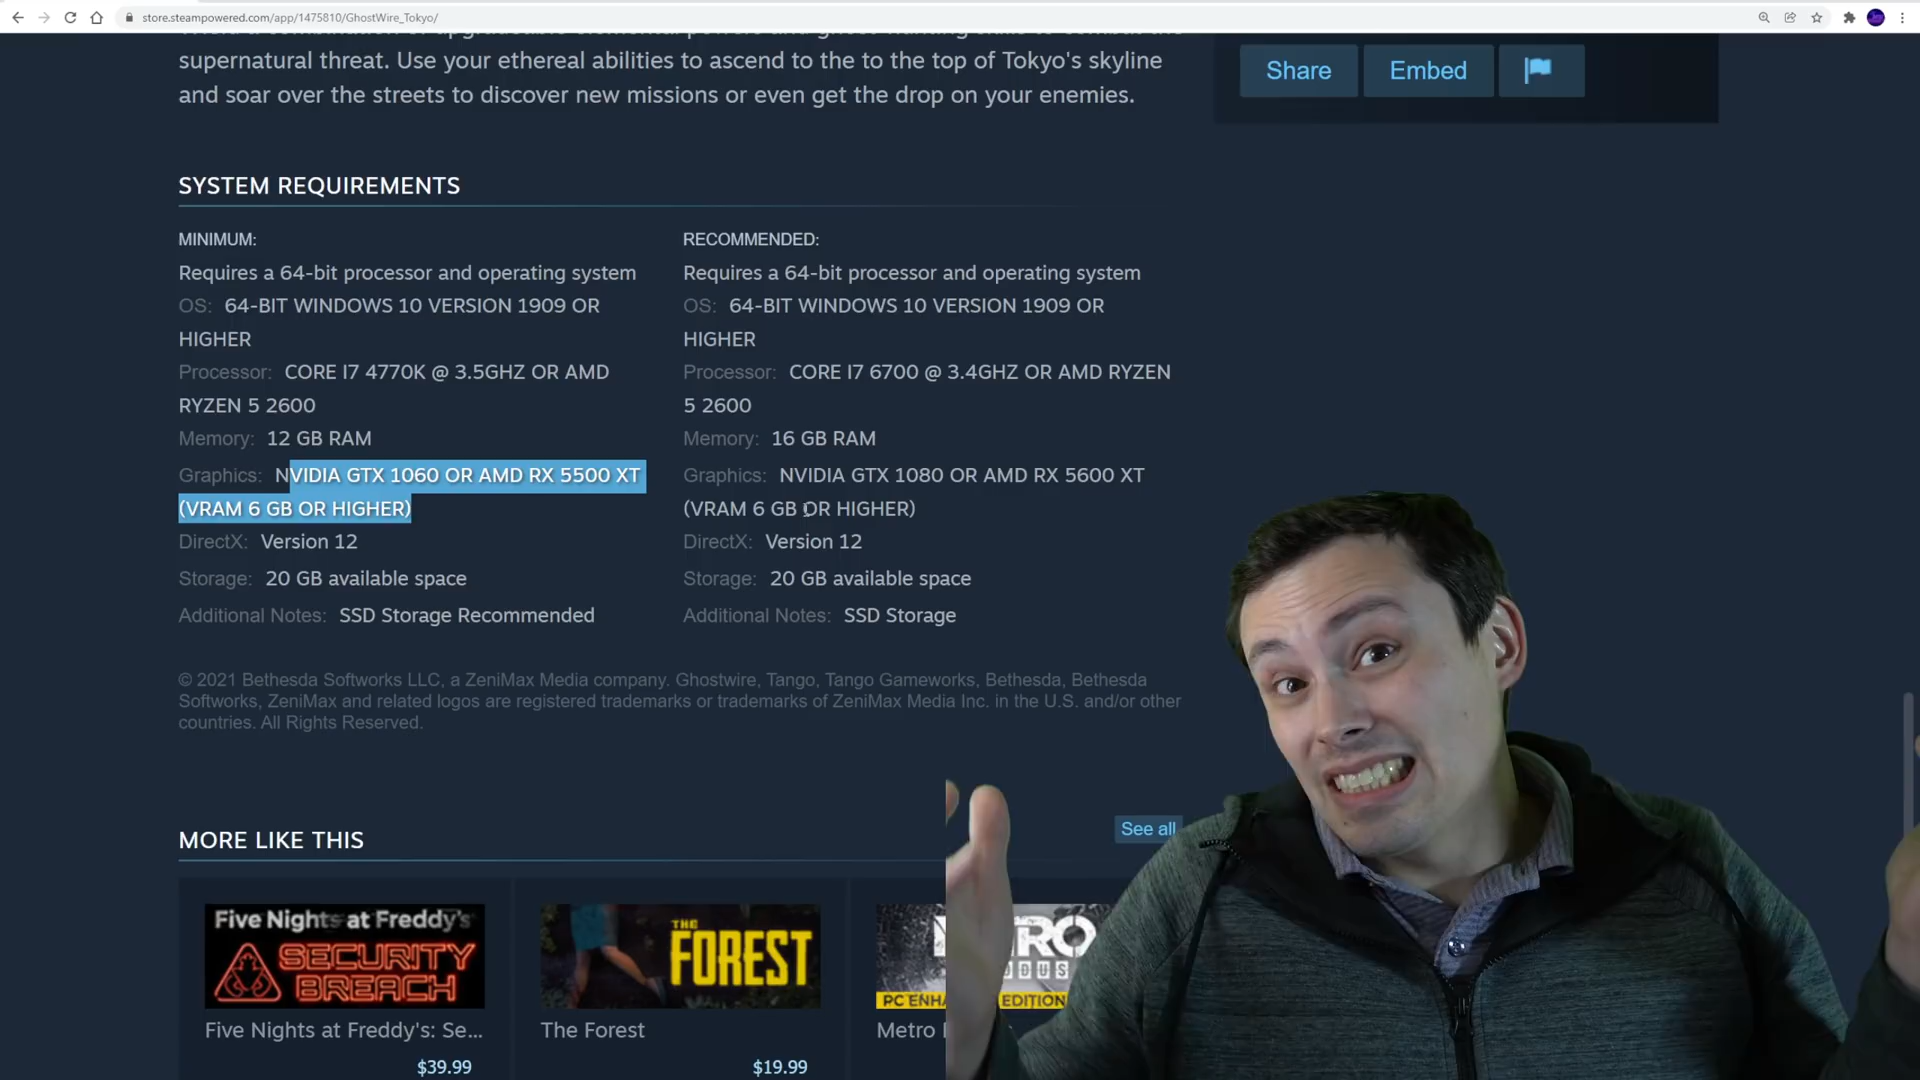 store.steampowered.com/app/1475810/GhostWire_Tokyo/
supernatural threat. Use your ethereal abilities to ascend to the to the top of Tokyo's skyline
and soar over the streets to discover new missions or even get the drop on your enemies.
Share
Embed
SYSTEM REQUIREMENTS
MINIMUM:
Requires a 64-bit processor and operating system
OS: 64-BIT WINDOWS 10 VERSION 1909 OR
HIGHER
Processor: CORE I7 4770K @ 3.5GHZ OR AMD
RYZEN 5 2600
Memory: 12 GB RAM
Graphics: NVIDIA GTX 1060 OR AMD RX 5500 XT
(VRAM 6 GB OR HIGHER)
DirectX: Version 12
Storage: 20 GB available space
Additional Notes: SSD Storage Recommended
RECOMMENDED:
Requires a 64-bit processor and operating system
OS: 64-BIT WINDOWS 10 VERSION 1909 OR
HIGHER
Processor: CORE I7 6700 @ 3.4GHZ OR AMD RYZEN
5 2600
Memory: 16 GB RAM
Graphics: NVIDIA GTX 1080 OR AMD RX 5600 XT
(VRAM 6 GB OR HIGHER)
DirectX: Version 12
Storage: 20 GB available space
Additional Notes: SSD Storage
© 2021 Bethesda Softworks LLC, a ZeniMax Media company. Ghostwire, Tango, Tango Gameworks, Bethesda, Bethesda
Softworks, ZeniMax and related logos are registered trademarks or trademarks of ZeniMax Media Inc. in the U.S. and/or other
countries. All Rights Reserved.
MORE LIKE THIS
See all
Five Nights at Freddy's
SECURITY
BREACH
Five Nights at Freddy's: Se...
$39.99
THE
FOREST
The Forest
$19.99
PC ENHA
EDITION
Metro